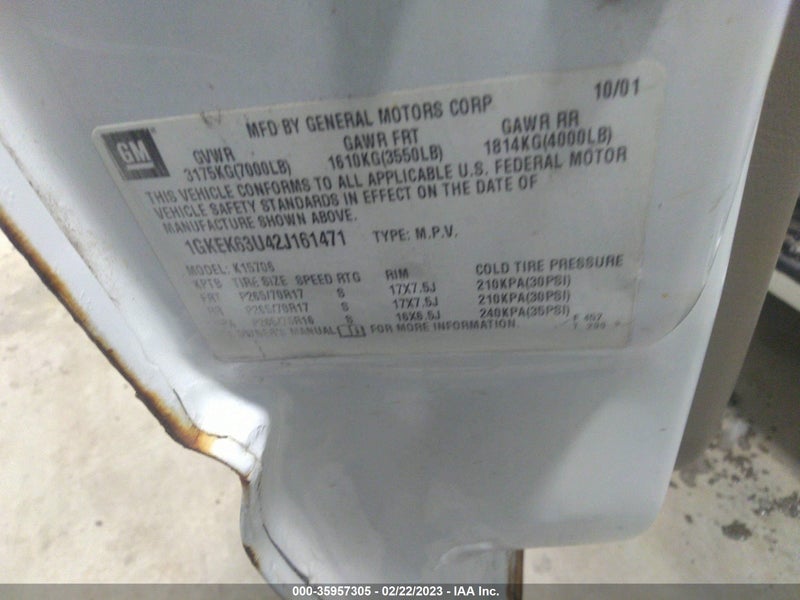 10/01
GM
MFD BY GENERAL MOTORS CORP
GVWR GAWR FRT GAWR RR
3175KG(7000LB) 1610KG(3550LB) 1814KG(4000LB)
THIS VEHICLE CONFORMS TO ALL APPLICABLE U.S. FEDERAL MOTOR
VEHICLE SAFETY STANDARDS IN EFFECT ON THE DATE OF
MANUFACTURE SHOWN ABOVE.
1GKEK63U42J161471 TYPE: M.P.V.
MODEL: K15706
TIRE SIZE SPEED RTG RIM COLD TIRE PRESSURE
FRT P265/70R17 S 17X7.5J 210KPA(30PSI)
RR P265/70R17 S 17X7.5J 210KPA(30PSI)
S 16X6.5J 240KPA(35PSI)
OWNER'S MANUAL FOR MORE INFORMATION
000-35957305 / 02/22/2023 - IAA Inc.